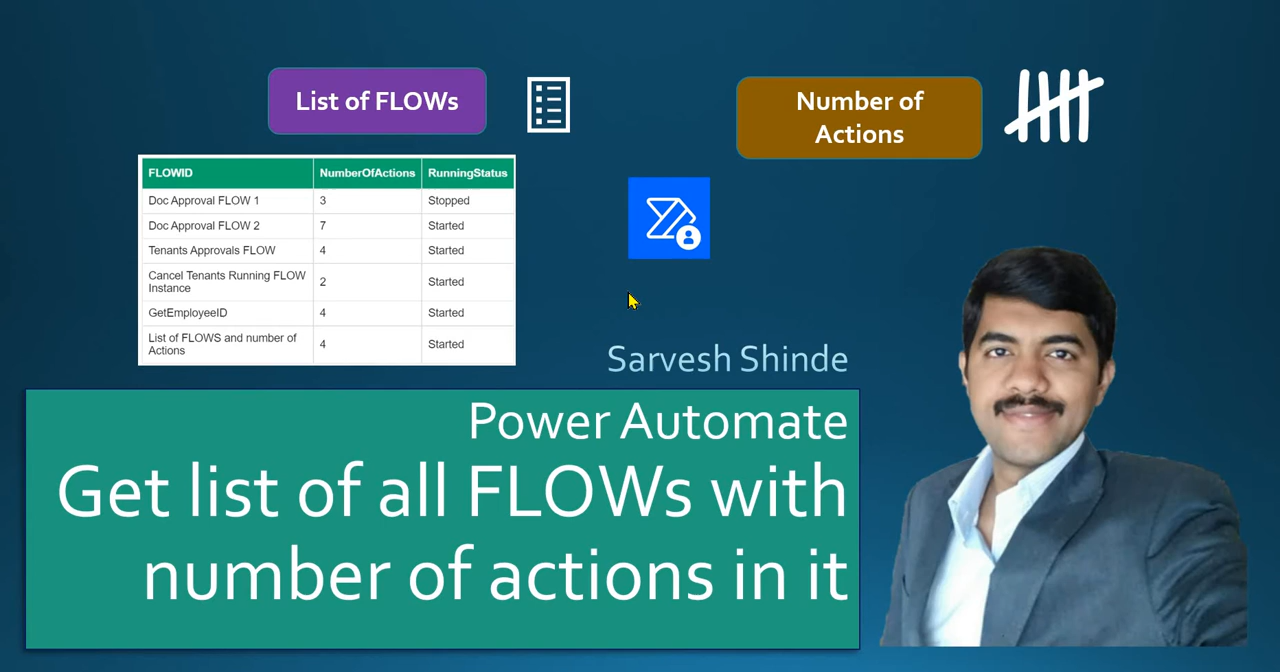 List of FLOWs
Number of
Actions
FLOWID NumberOfActions RunningStatus
Doc Approval FLOW 1 3 Stopped
Doc Approval FLOW 2 7 Started
Tenants Approvals FLOW 4 Started
Cancel Tenants Running FLOW
Instance 2 Started
GetEmployeeID 4 Started
List of FLOWS and number of
Actions 4 Started
Sarvesh Shinde
Power Automate
Get list of all FLOWs with
number of actions in it